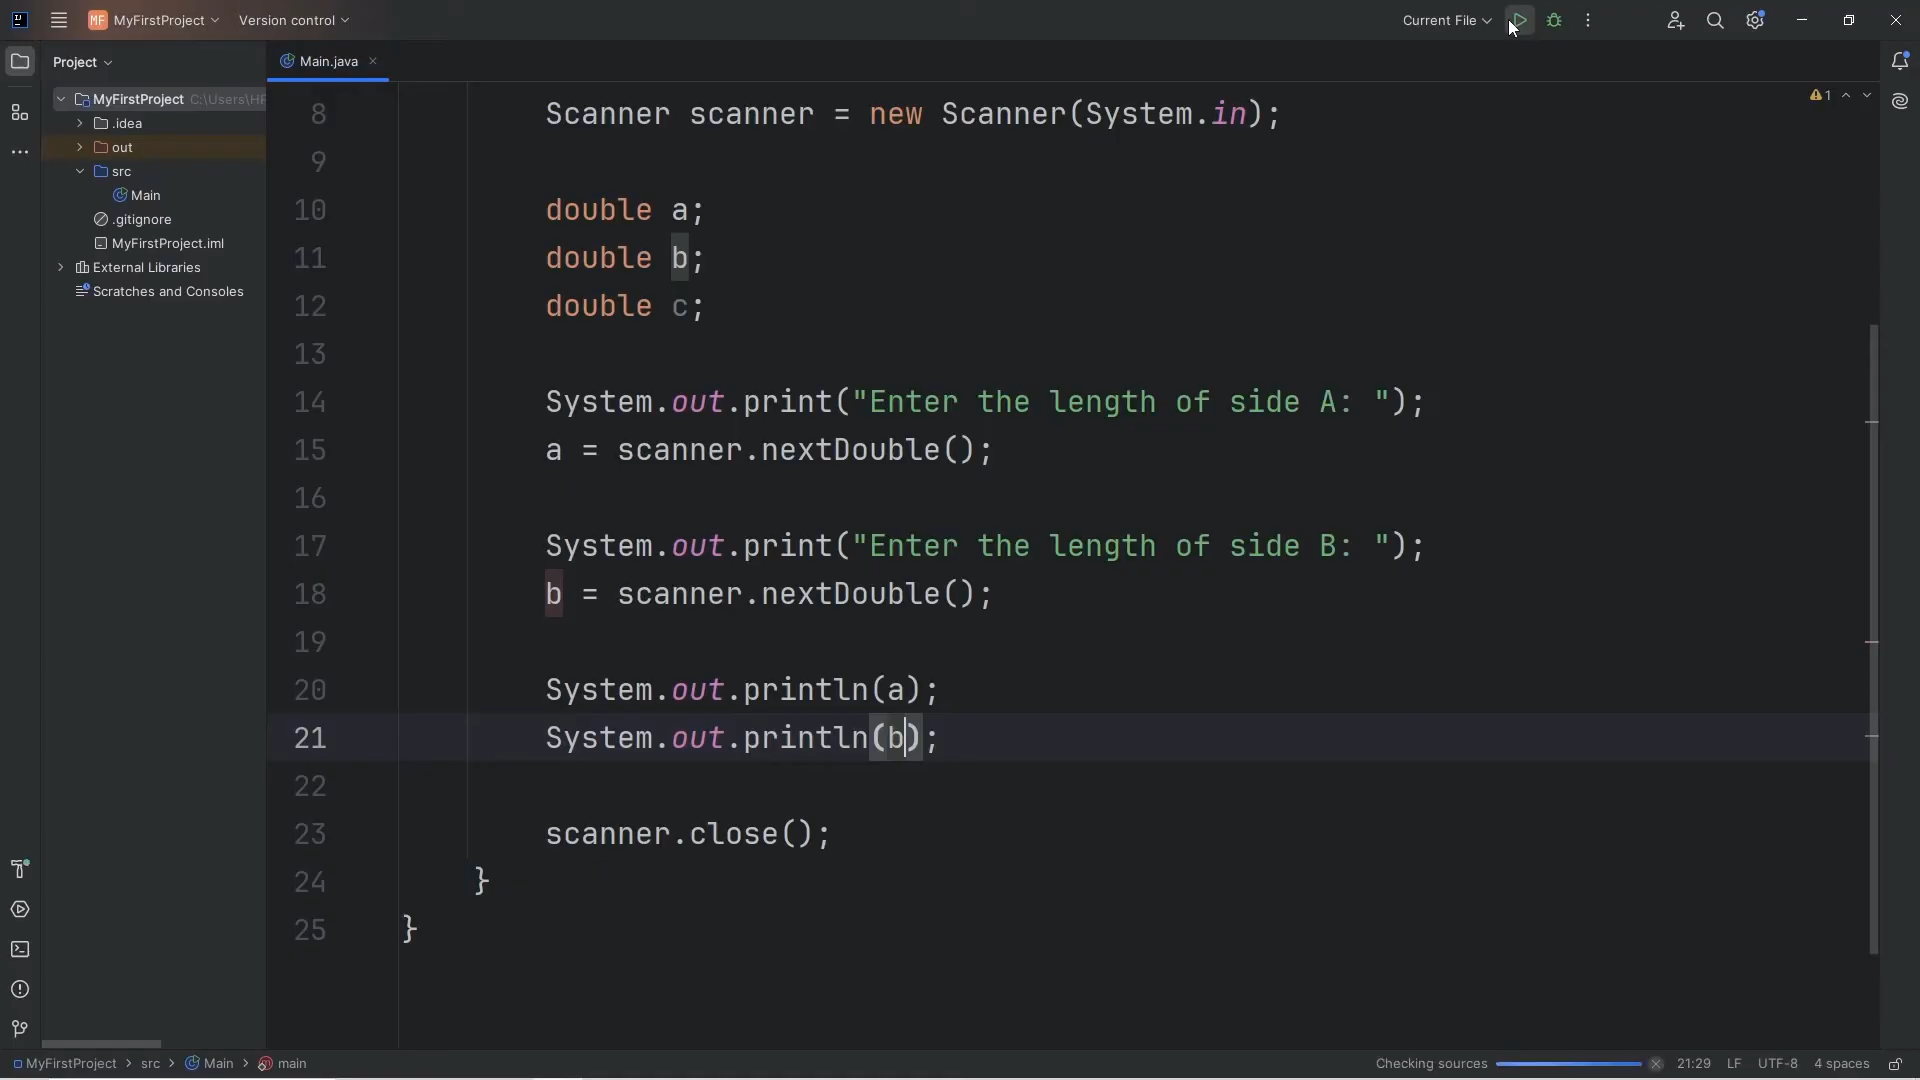 MF MyFirstProject Version control Current File
Project Main.java
MyFirstProject C:\Users\HP
.idea
out
src
Main
.gitignore
MyFirstProject.iml
External Libraries
Scratches and Consoles
1
8 Scanner scanner = new Scanner(System.in);
9
10 double a;
11 double b;
12 double c;
13
14 System.out.print("Enter the length of side A: ");
15 a = scanner.nextDouble();
16
17 System.out.print("Enter the length of side B: ");
18 b = scanner.nextDouble();
19
20 System.out.println(a);
21 System.out.println(b);
22
23 scanner.close();
24 }
25 }
MyFirstProject > src > Main > main Checking sources 21:29 LF UTF-8 4 spaces